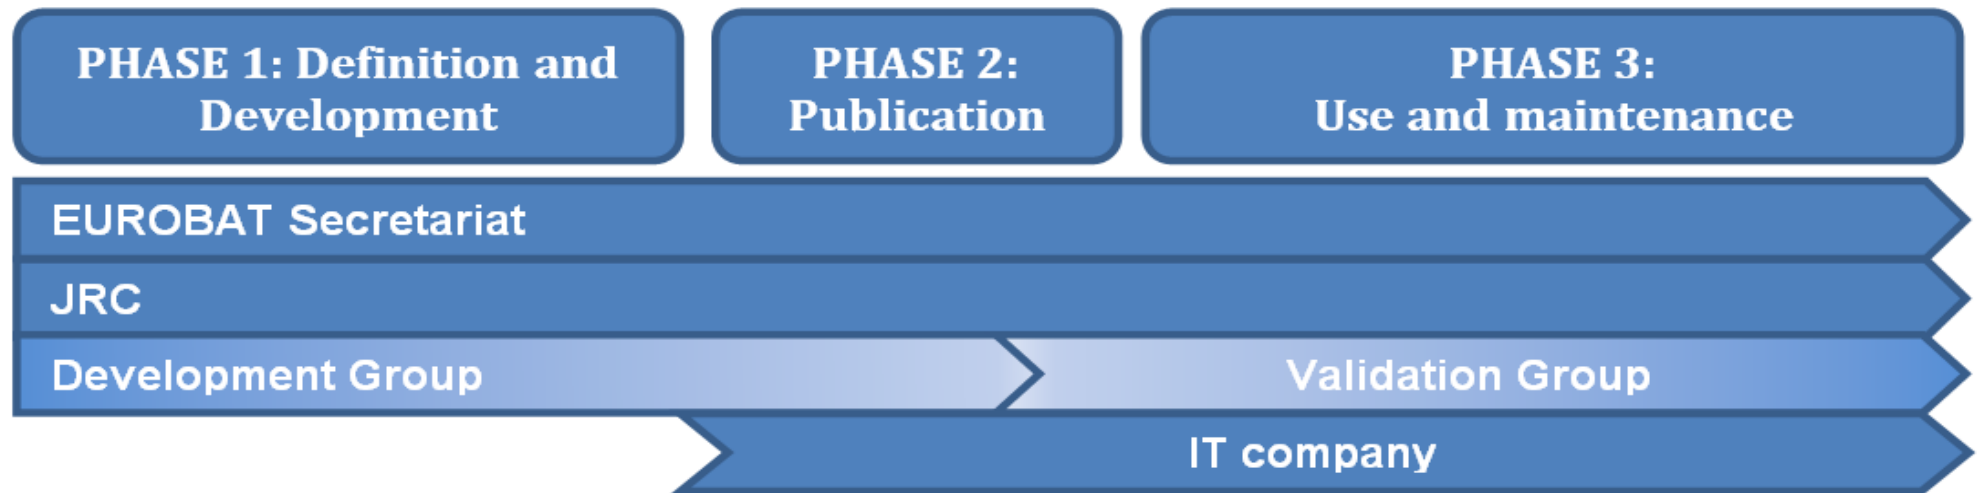 PHASE 1: Definition and
Development
PHASE 2:
Publication
PHASE 3:
Use and maintenance
EUROBAT Secretariat
JRC
Development Group
Validation Group
IT company